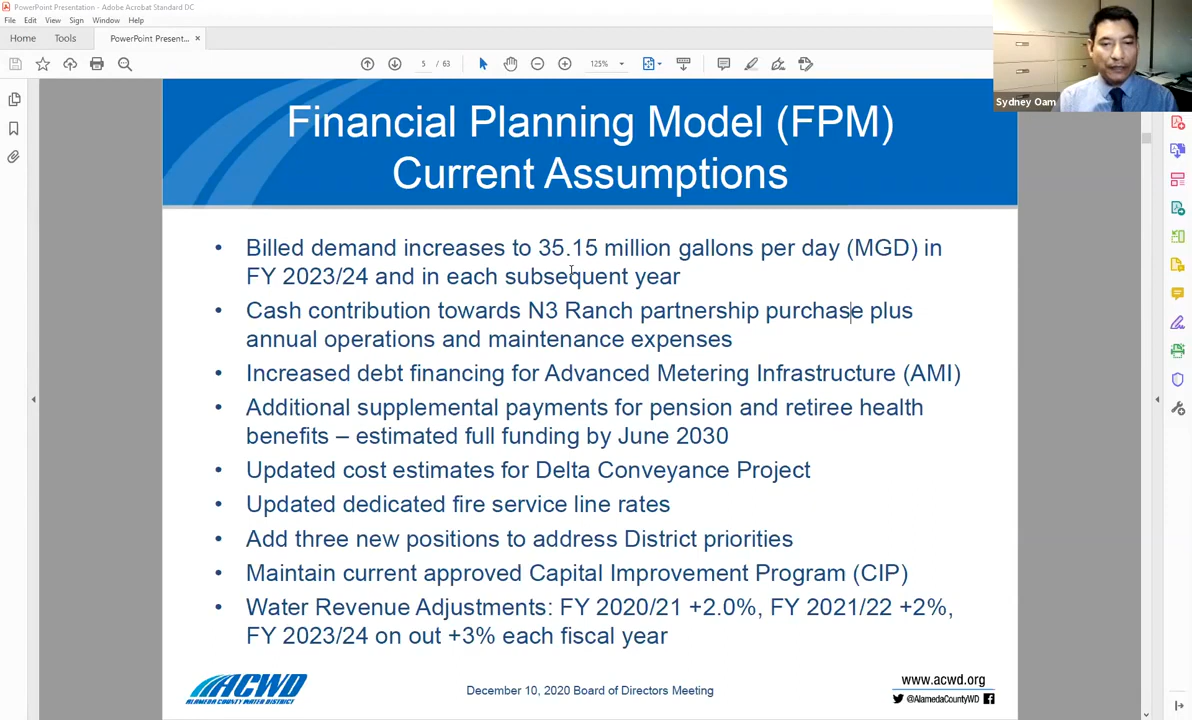 PowerPoint Presentation - Adobe Acrobat Standard DC
File Edit View Sign Window Help
Home Tools PowerPoint Present... ×
5 / 63 125%
Sydney Oam
Financial Planning Model (FPM)
Current Assumptions
• Billed demand increases to 35.15 million gallons per day (MGD) in
FY 2023/24 and in each subsequent year
• Cash contribution towards N3 Ranch partnership purchase plus
annual operations and maintenance expenses
• Increased debt financing for Advanced Metering Infrastructure (AMI)
• Additional supplemental payments for pension and retiree health
benefits – estimated full funding by June 2030
• Updated cost estimates for Delta Conveyance Project
• Updated dedicated fire service line rates
• Add three new positions to address District priorities
• Maintain current approved Capital Improvement Program (CIP)
• Water Revenue Adjustments: FY 2020/21 +2.0%, FY 2021/22 +2%,
FY 2023/24 on out +3% each fiscal year
ACWD
ALAMEDA COUNTY WATER DISTRICT
December 10, 2020 Board of Directors Meeting
www.acwd.org
@AlamedaCountyWD